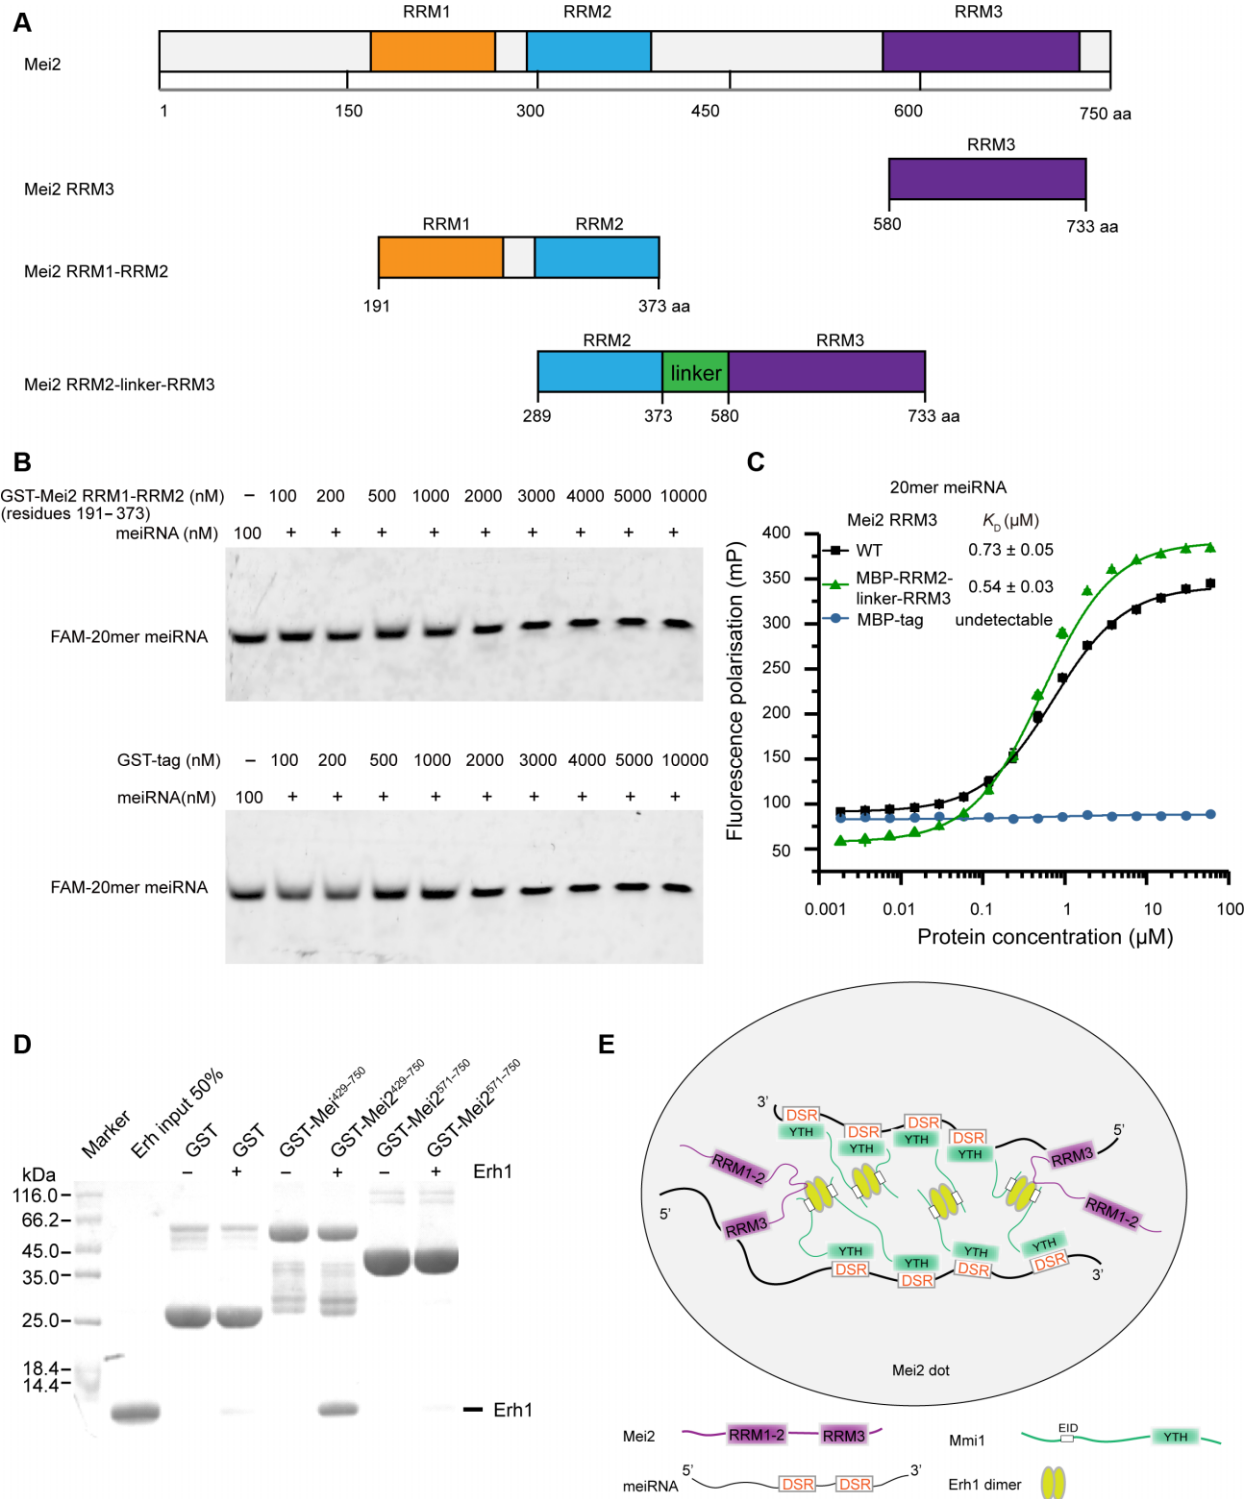 A
RRM1 RRM2 RRM3
Mei2
1 150 300 450 600 750 aa
RRM3
Mei2 RRM3
580 733 aa
RRM1 RRM2
Mei2 RRM1-RRM2
191 373 aa
RRM2 RRM3
Mei2 RRM2-linker-RRM3
linker
289 373 580 733 aa
B
GST-Mei2 RRM1-RRM2 (nM) – 100 200 500 1000 2000 3000 4000 5000 10000
(residues 191–373)
meiRNA (nM) 100 + + + + + + + + +
FAM-20mer meiRNA
GST-tag (nM) – 100 200 500 1000 2000 3000 4000 5000 10000
meiRNA(nM) 100 + + + + + + + + +
FAM-20mer meiRNA
C
20mer meiRNA
Mei2 RRM3 KD (µM)
WT 0.73 ± 0.05
MBP-RRM2-linker-RRM3 0.54 ± 0.03
MBP-tag undetectable
Fluorescence polarisation (mP)
400
350
300
250
200
150
100
50
0.001 0.01 0.1 1 10 100
Protein concentration (µM)
D
Marker Erh input 50% GST GST GST-Mei429–750 GST-Mei2429–750 GST-Mei2571–750 GST-Mei2571–750
kDa – + – + – + Erh1
116.0
66.2
45.0
35.0
25.0
18.4
14.4
Erh1
E
3’ DSR DSR DSR DSR 5’
YTH YTH YTH YTH
RRM1-2 RRM3
5’ RRM3 RRM1-2
YTH YTH YTH YTH
DSR DSR DSR DSR 3’
Mei2 dot
Mei2 RRM1-2 RRM3
Mmi1 EID YTH
meiRNA 5’ DSR DSR 3’
Erh1 dimer